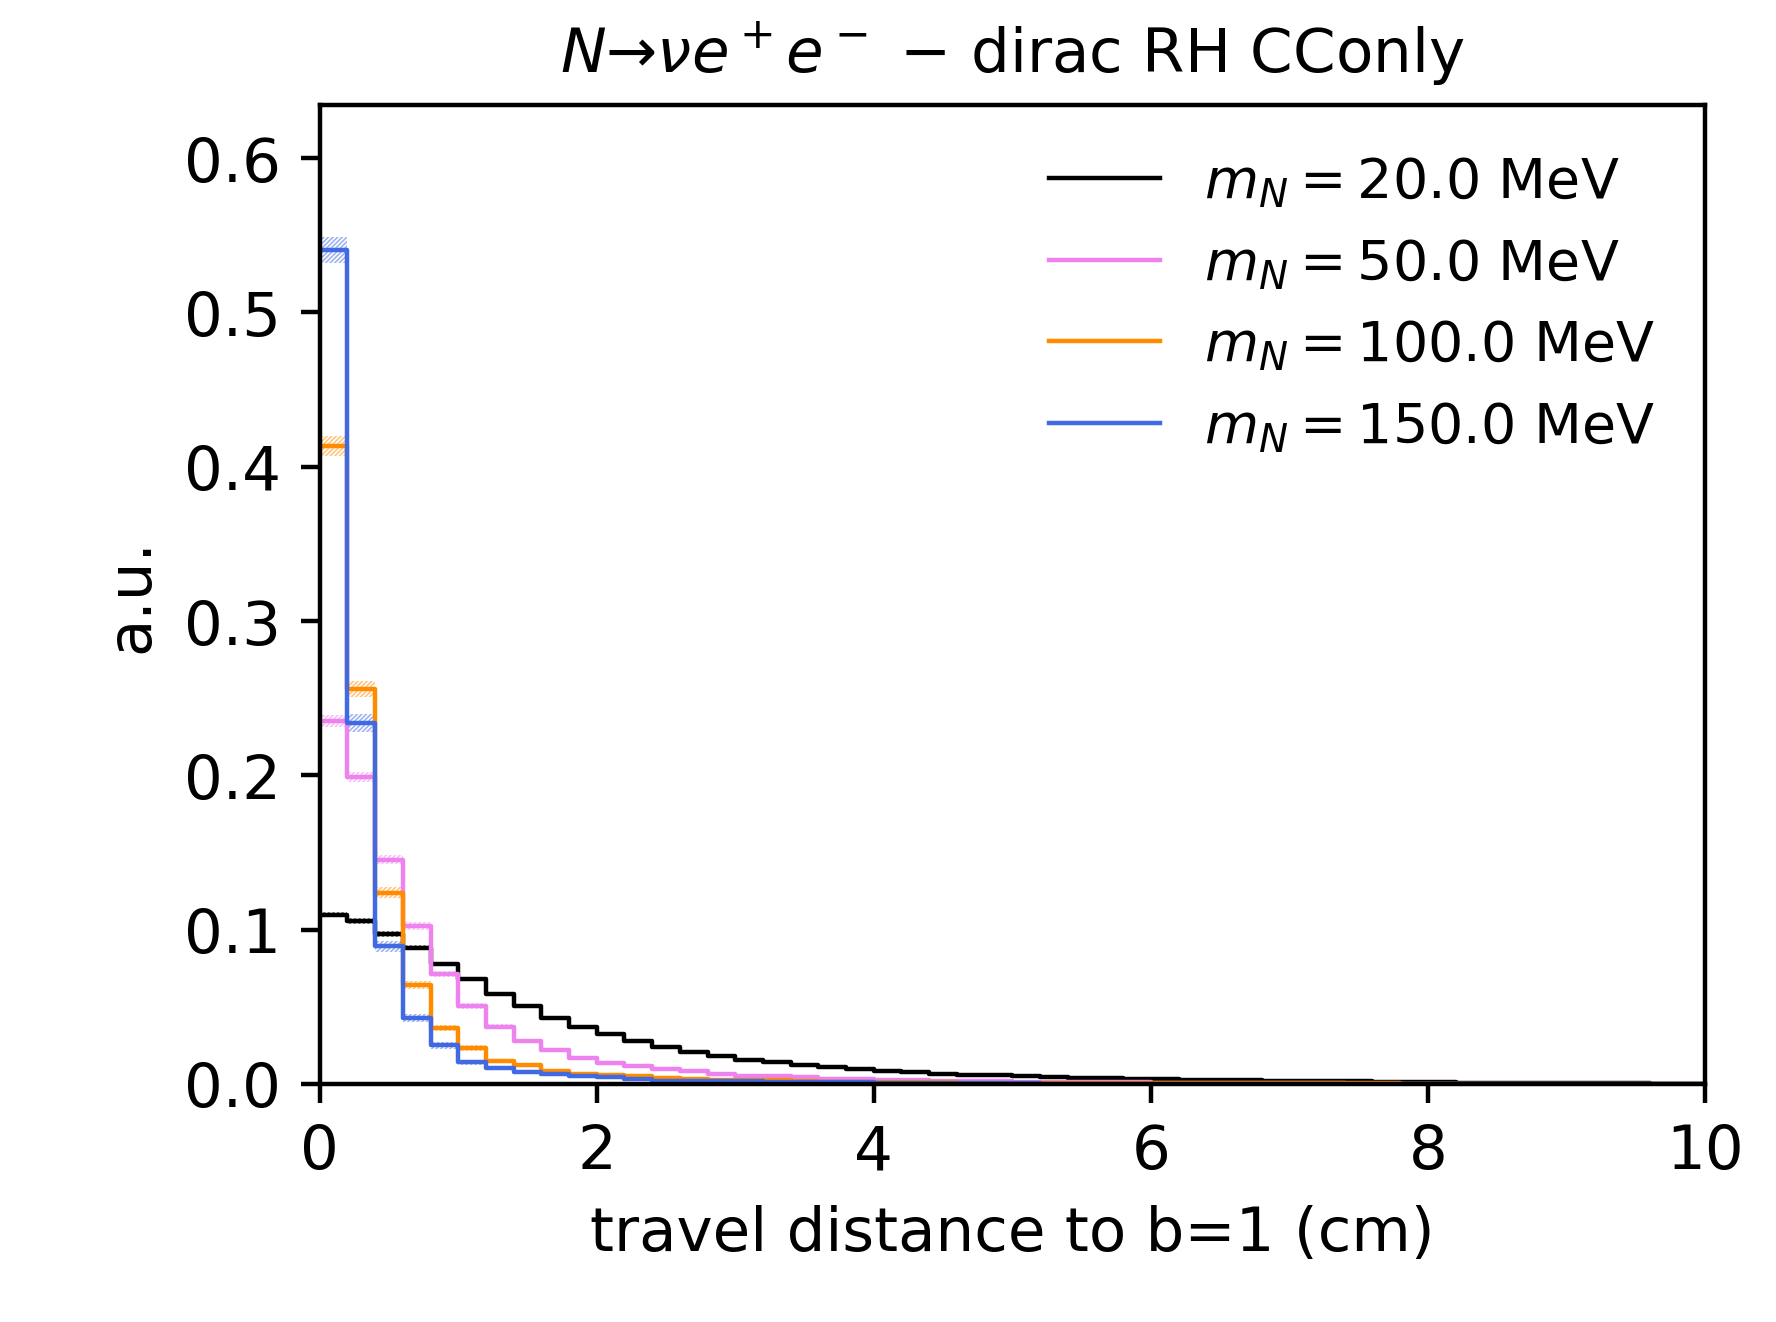 N→νe⁺e⁻ − dirac RH CConly
m_N = 20.0 MeV
m_N = 50.0 MeV
m_N = 100.0 MeV
m_N = 150.0 MeV
a.u.
0.6
0.5
0.4
0.3
0.2
0.1
0.0
0 2 4 6 8 10
travel distance to b=1 (cm)